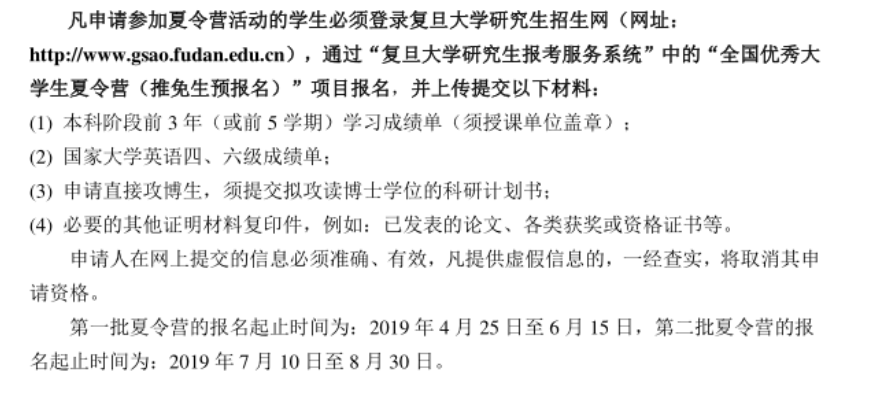 凡申请参加夏令营活动的学生必须登录复旦大学研究生招生网（网址：
http://www.gsao.fudan.edu.cn），通过“复旦大学研究生报考服务系统”中的“全国优秀大
学生夏令营（推免生预报名）”项目报名，并上传提交以下材料：
(1) 本科阶段前 3 年（或前 5 学期）学习成绩单（须授课单位盖章）；
(2) 国家大学英语四、六级成绩单；
(3) 申请直接攻博生，须提交拟攻读博士学位的科研计划书；
(4) 必要的其他证明材料复印件，例如：已发表的论文、各类获奖或资格证书等。
申请人在网上提交的信息必须准确、有效，凡提供虚假信息的，一经查实，将取消其申
请资格。
第一批夏令营的报名起止时间为：2019 年 4 月 25 日至 6 月 15 日，第二批夏令营的报
名起止时间为：2019 年 7 月 10 日至 8 月 30 日。